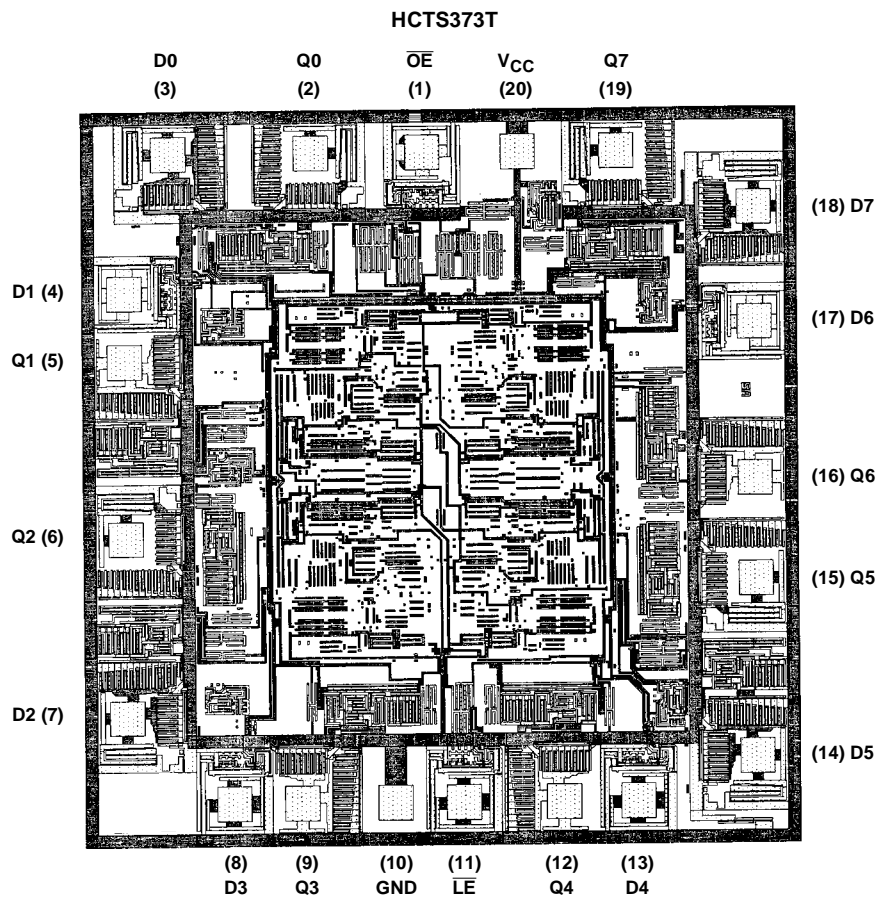 HCTS373T
D0 Q0 O̅E̅ VCC Q7
(3) (2) (1) (20) (19)
(18) D7
D1 (4)
(17) D6
Q1 (5)
(16) Q6
Q2 (6)
(15) Q5
D2 (7)
(14) D5
(8) (9) (10) (11) (12) (13)
D3 Q3 GND L̅E̅ Q4 D4